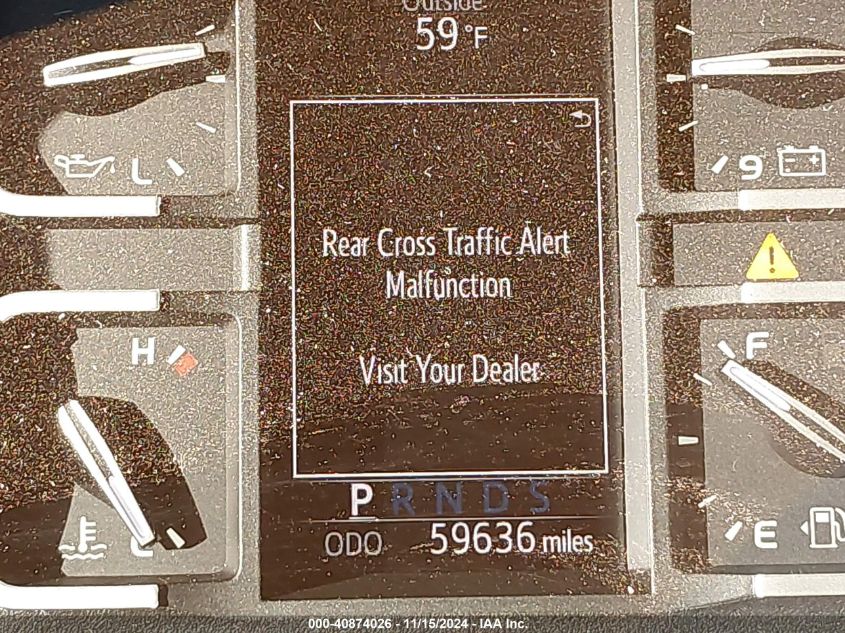 Outside
59°F
L
9
Rear Cross Traffic Alert
Malfunction
Visit Your Dealer
H
F
C
E
P R N D S
ODO 59636 miles
000-40874026 - 11/15/2024 - IAA Inc.